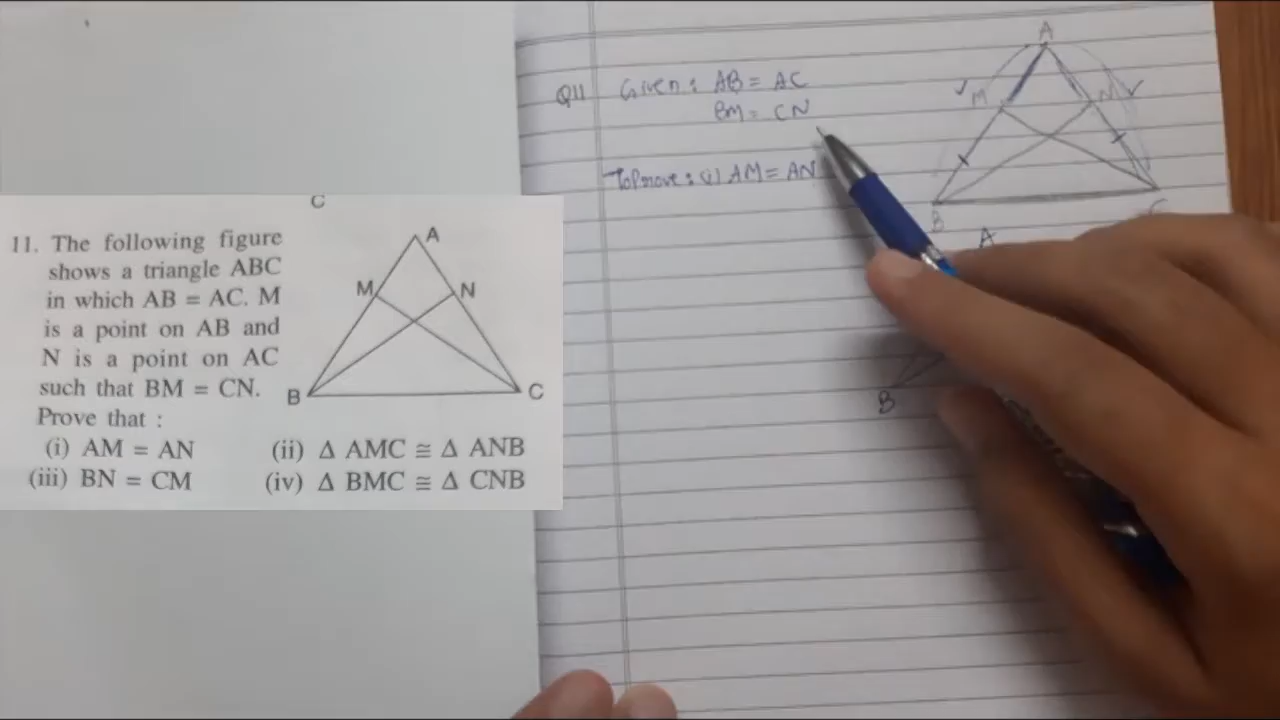 C
11. The following figure
shows a triangle ABC
in which AB = AC. M
is a point on AB and
N is a point on AC
such that BM = CN.
Prove that :
(i) AM = AN (ii) Δ AMC ≅ Δ ANB
(iii) BN = CM (iv) Δ BMC ≅ Δ CNB
A
M N
B C
Q11 Given: AB = AC
BM = CN
To Prove: (i) AM = AN
A
M N
B C
A
B